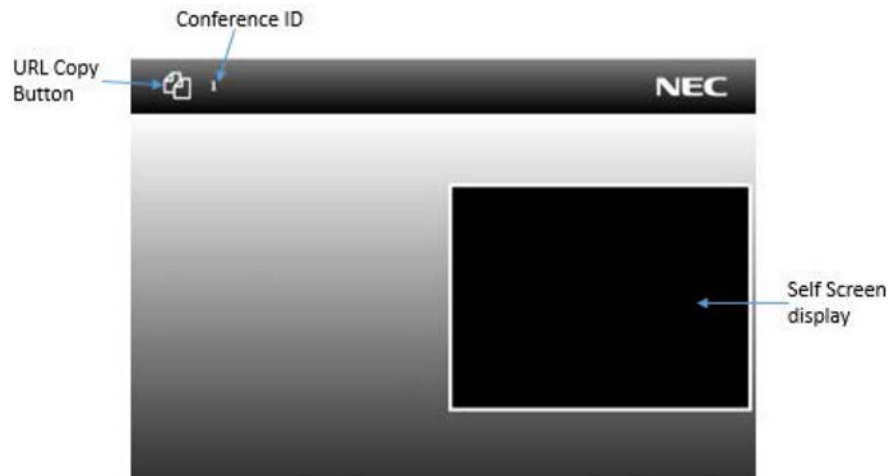 Conference ID
URL Copy
Button
1
NEC
Self Screen
display